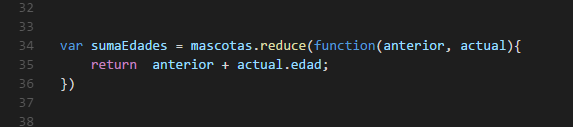 32
33
34 var sumaEdades = mascotas.reduce(function(anterior, actual){
35     return  anterior + actual.edad;
36 })
37
38